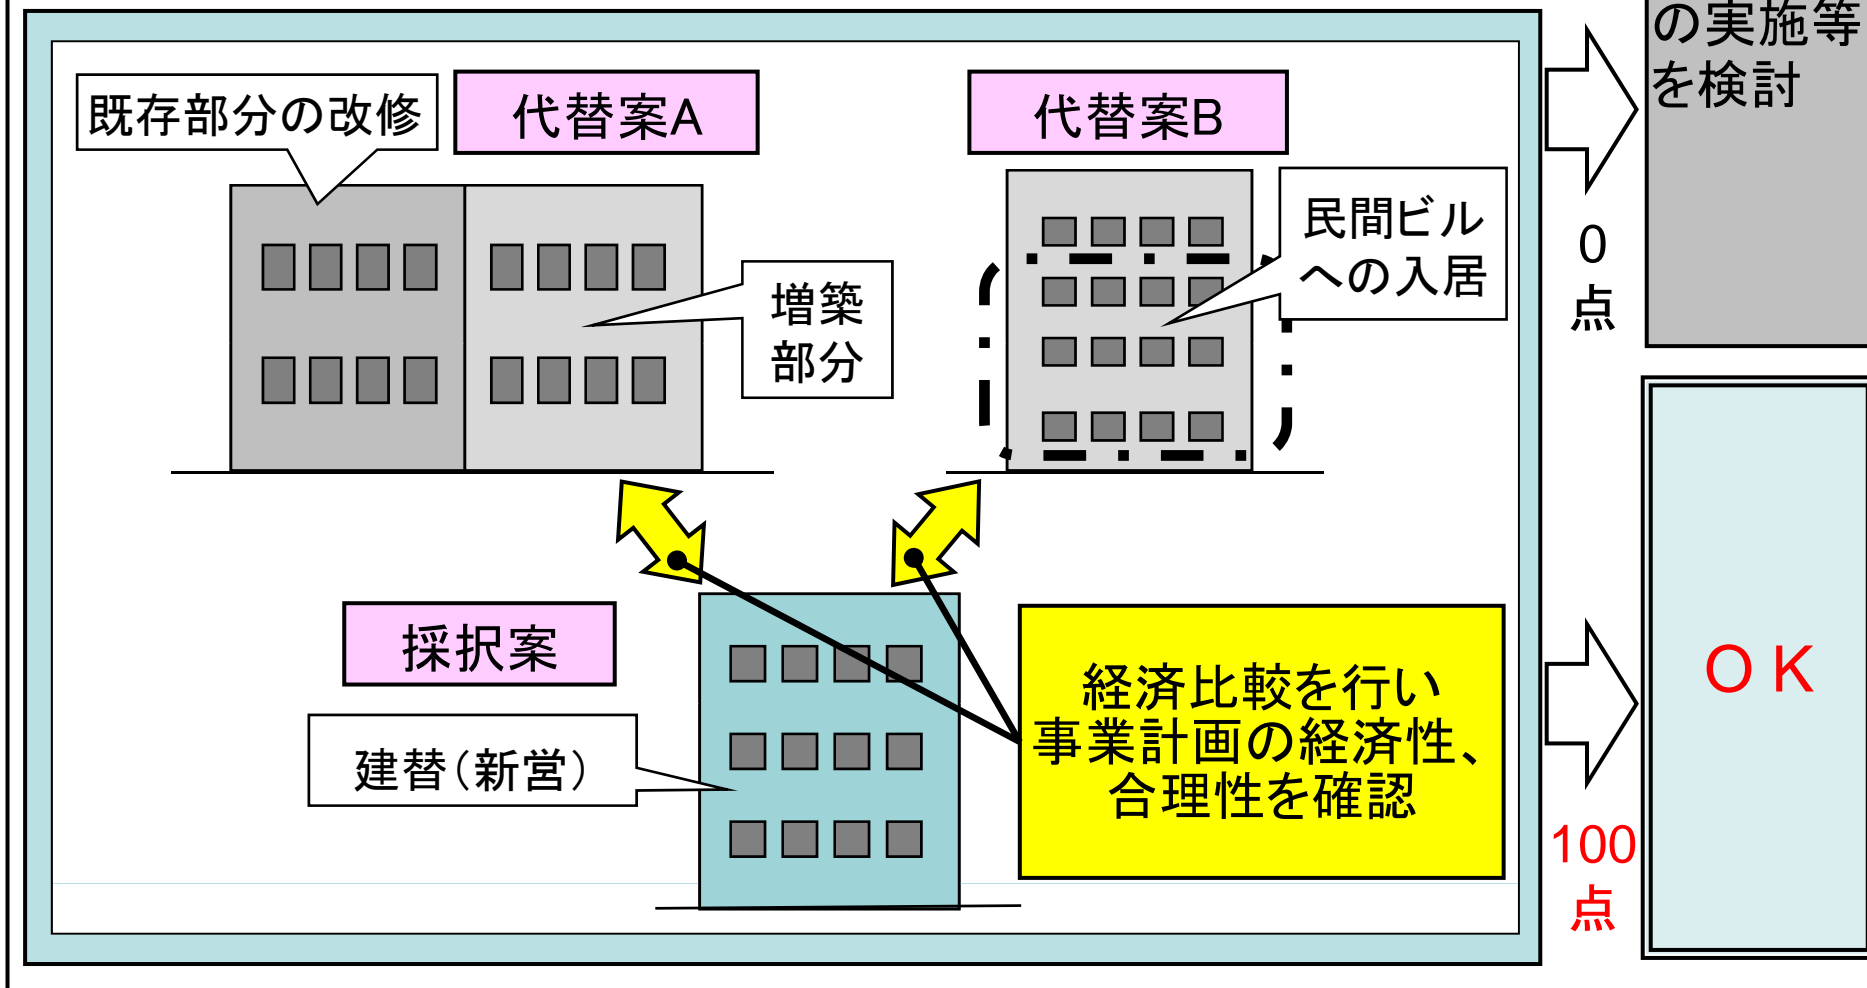 既存部分の改修
代替案A
代替案B
増築
部分
民間ビル
への入居
採択案
建替（新営）
経済比較を行い
事業計画の経済性、
合理性を確認
0
点
の実施等
を検討
100
点
ＯＫ